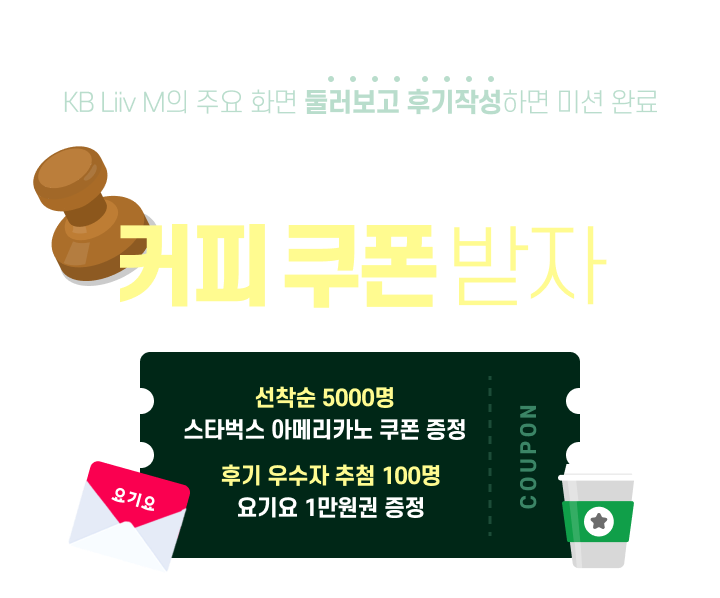 KB Liiv M의 주요 화면 둘러보고 후기작성하면 미션 완료
커피 쿠폰 받자
선착순 5000명
스타벅스 아메리카노 쿠폰 증정
후기 우수자 추첨 100명
요기요 1만원권 증정
COUPON
요기요